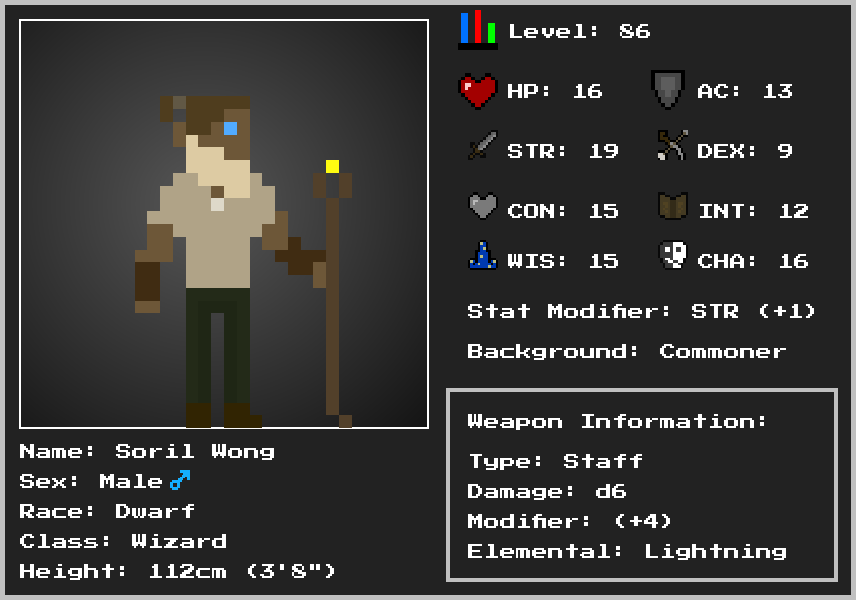 Level: 86
HP: 16 AC: 13
STR: 19 DEX: 9
CON: 15 INT: 12
WIS: 15 CHA: 16
Stat Modifier: STR (+1)
Background: Commoner
Weapon Information:
Type: Staff
Damage: d6
Modifier: (+4)
Elemental: Lightning
Name: Soril Wong
Sex: Male♂
Race: Dwarf
Class: Wizard
Height: 112cm (3'8")